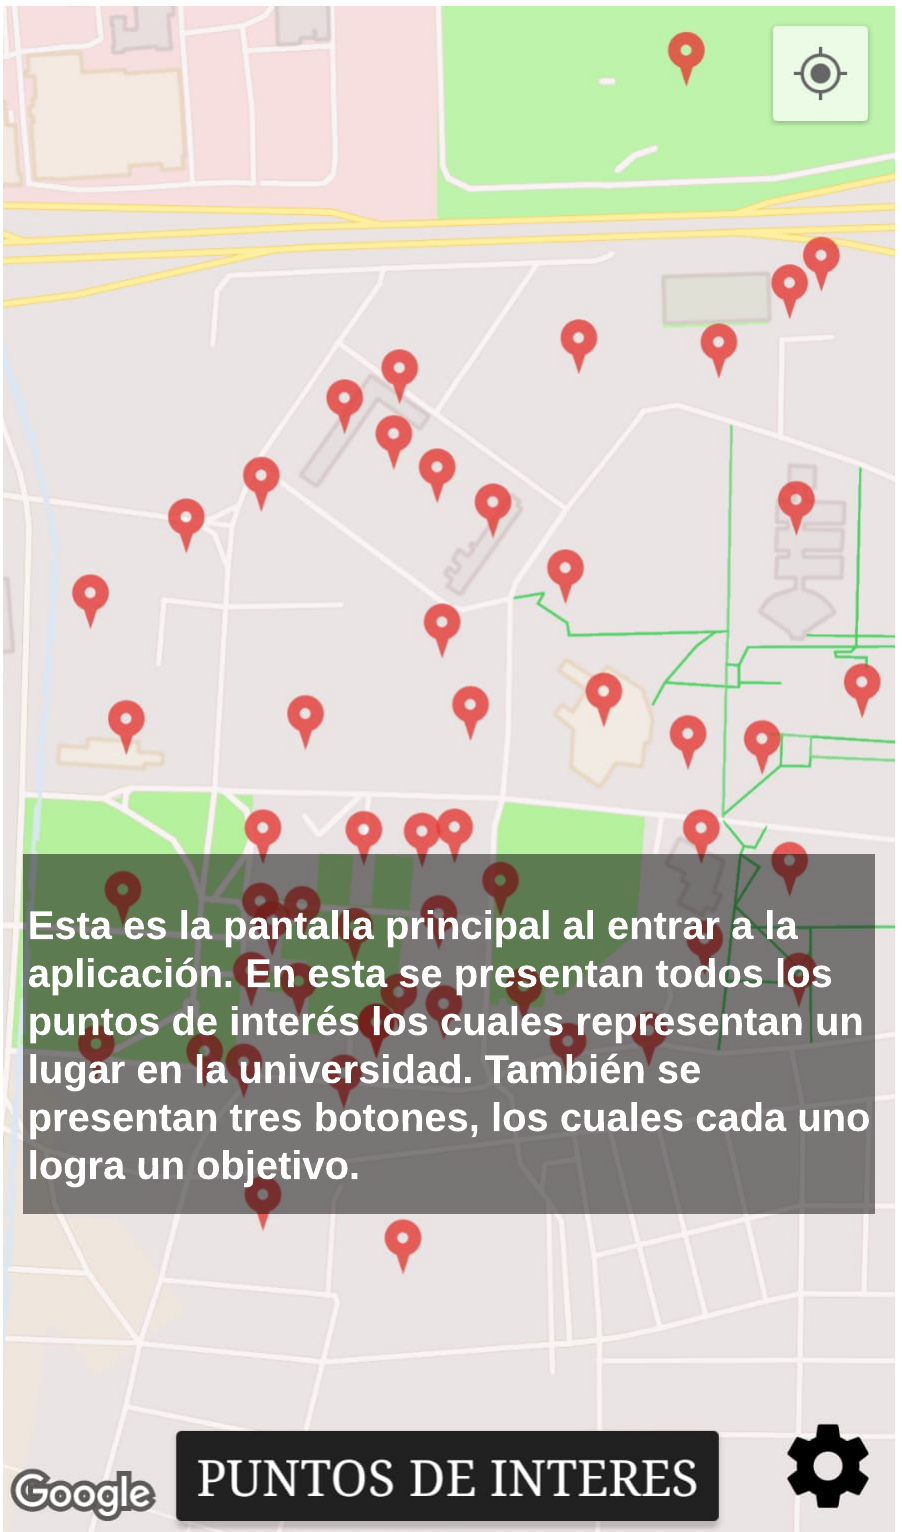 Esta es la pantalla principal al entrar a la
aplicación. En esta se presentan todos los
puntos de interés los cuales representan un
lugar en la universidad. También se
presentan tres botones, los cuales cada uno
logra un objetivo.
Google
PUNTOS DE INTERES